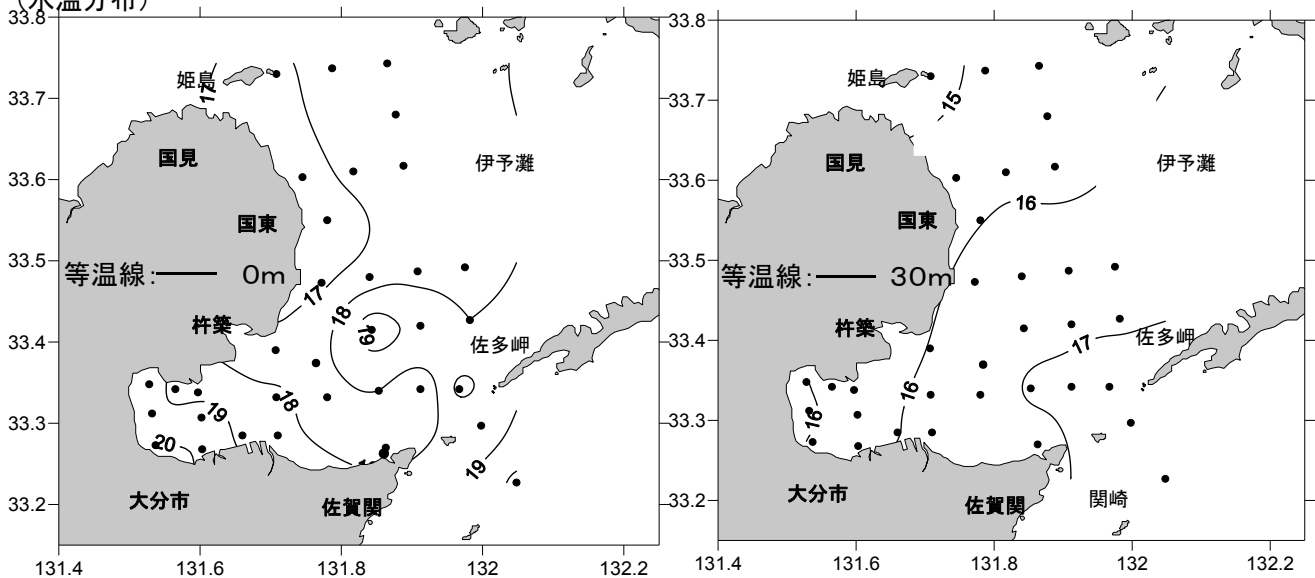 (水温分布)
33.8
33.7
33.6
33.5
33.4
33.3
33.2
131.4
131.6
131.8
132
132.2
姫島
17
国見
伊予灘
国東
等温線: 0m
17
18
杵築
19
佐多岬
18
19
20
19
大分市
佐賀関
33.8
33.7
33.6
33.5
33.4
33.3
33.2
131.4
131.6
131.8
132
132.2
姫島
15
国見
伊予灘
16
国東
等温線: 30m
杵築
佐多岬
17
16
16
大分市
佐賀関
関崎